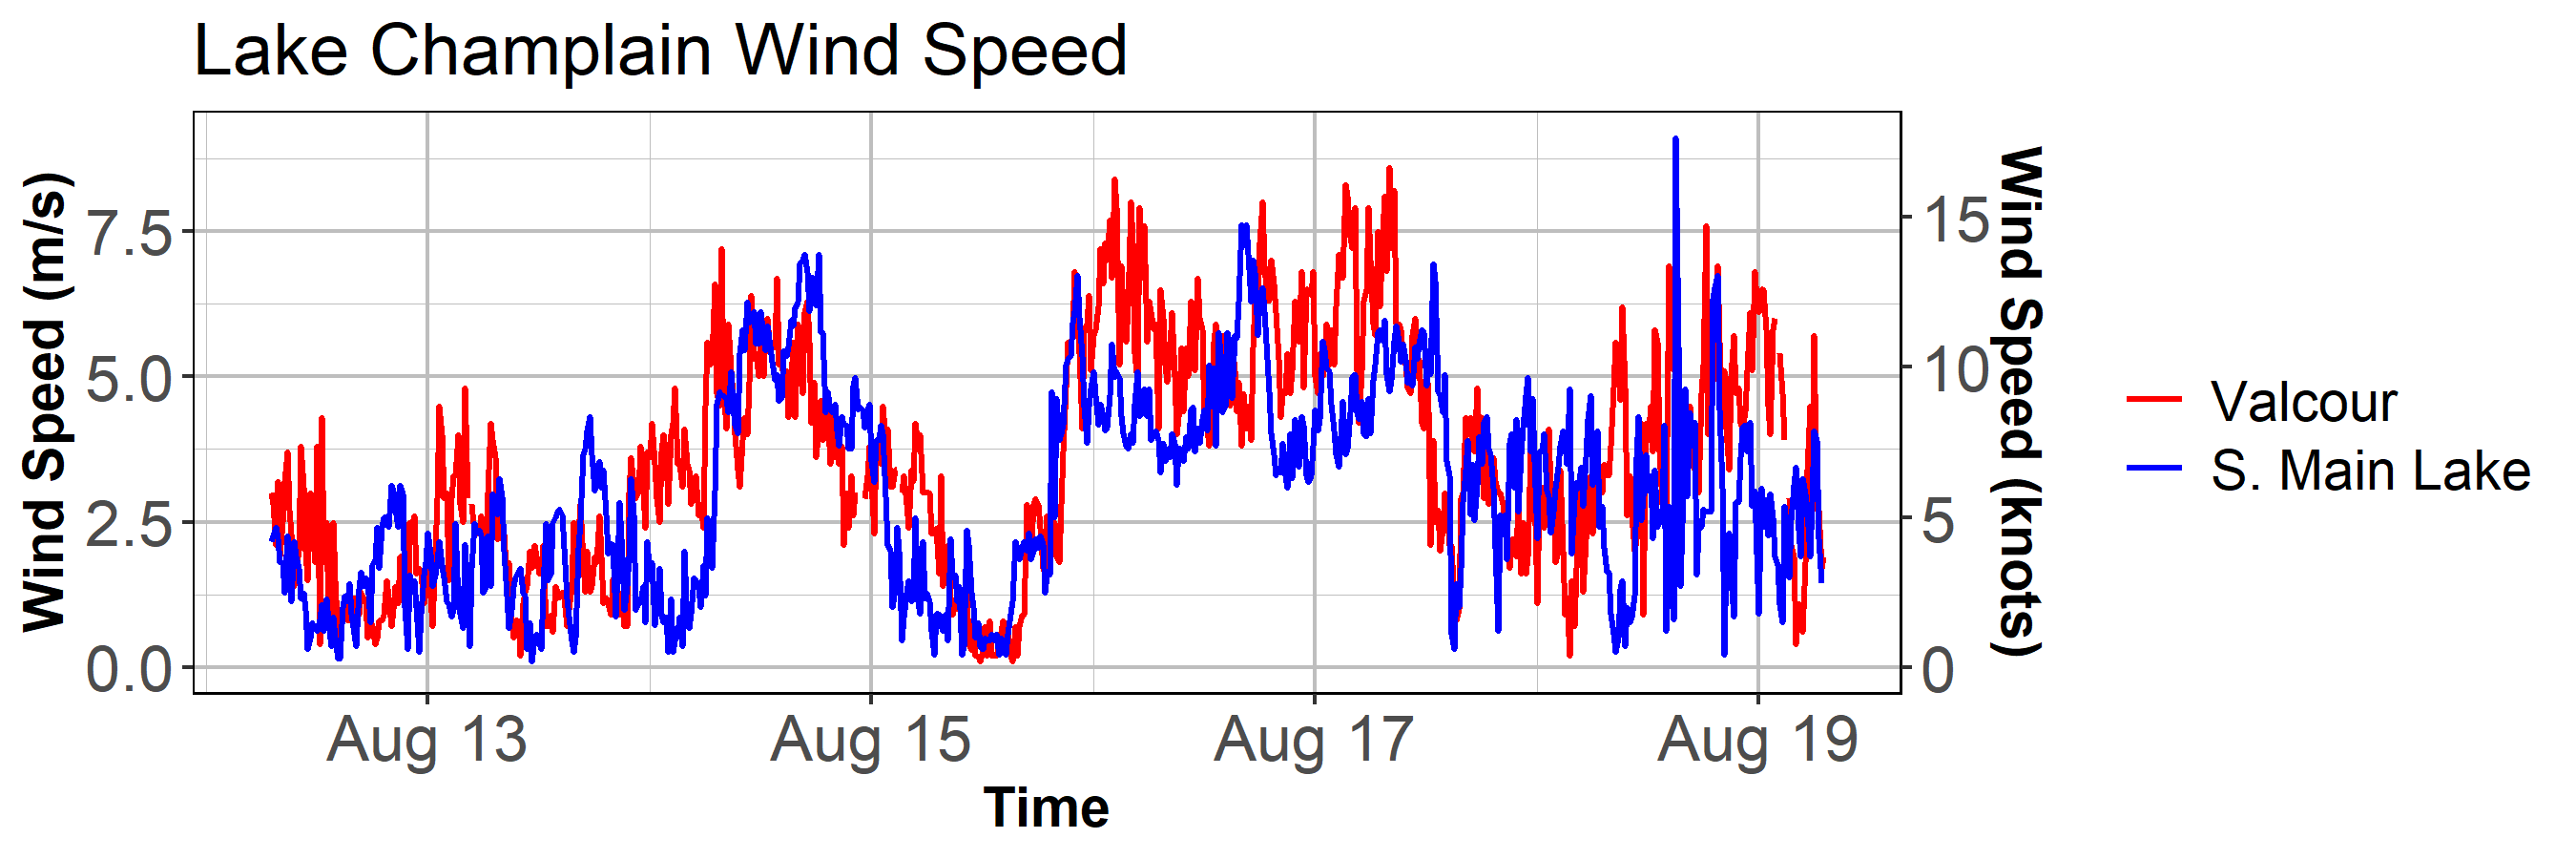 Lake Champlain Wind Speed
Wind Speed (m/s)
7.5
5.0
2.5
0.0
Wind Speed (knots)
15
10
5
0
Aug 13
Aug 15
Aug 17
Aug 19
Time
Valcour
S. Main Lake